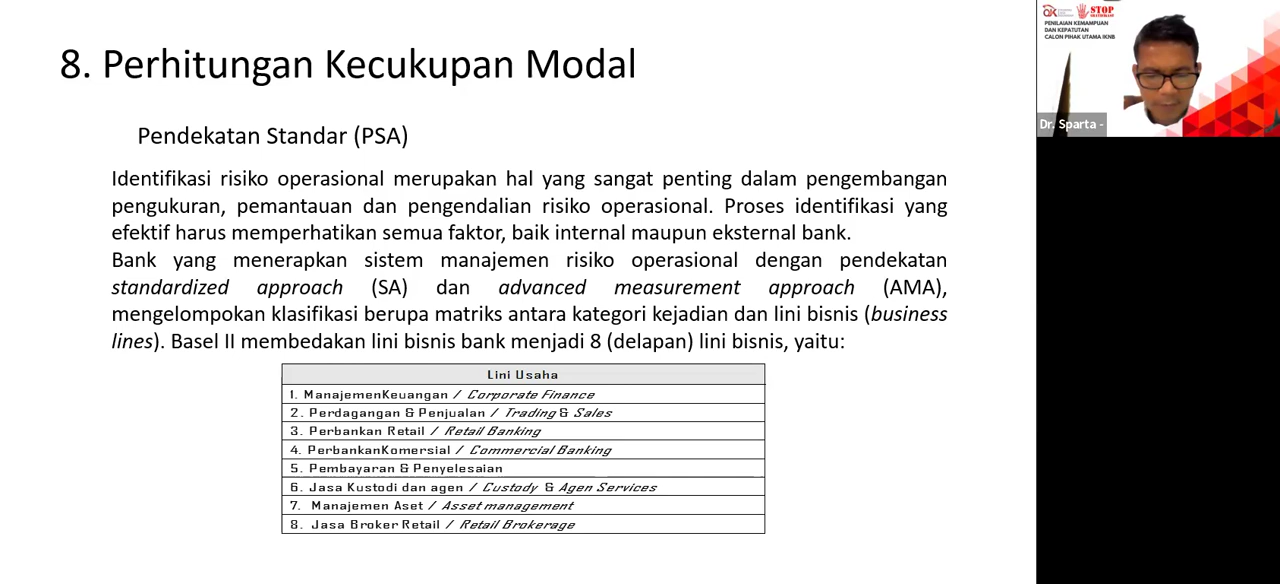 8. Perhitungan Kecukupan Modal
Pendekatan Standar (PSA)
Identifikasi risiko operasional merupakan hal yang sangat penting dalam pengembangan
pengukuran, pemantauan dan pengendalian risiko operasional. Proses identifikasi yang
efektif harus memperhatikan semua faktor, baik internal maupun eksternal bank.
Bank yang menerapkan sistem manajemen risiko operasional dengan pendekatan
standardized approach (SA) dan advanced measurement approach (AMA),
mengelompokan klasifikasi berupa matriks antara kategori kejadian dan lini bisnis (business
lines). Basel II membedakan lini bisnis bank menjadi 8 (delapan) lini bisnis, yaitu:
Lini Usaha
1. ManajemenKeuangan / Corporate Finance
2. Perdagangan & Penjualan / Trading & Sales
3. Perbankan Retail / Retail Banking
4. PerbankanKomersial / Commercial Banking
5. Pembayaran & Penyelesaian
6. Jasa Kustodi dan agen / Custody & Agen Services
7. Manajemen Aset / Asset management
8. Jasa Broker Retail / Retail Brokerage
STOP
PENILAIAN KEMAMPUAN
DAN KEPATUTAN
CALON PIHAK UTAMA IKNB
Dr. Sparta -